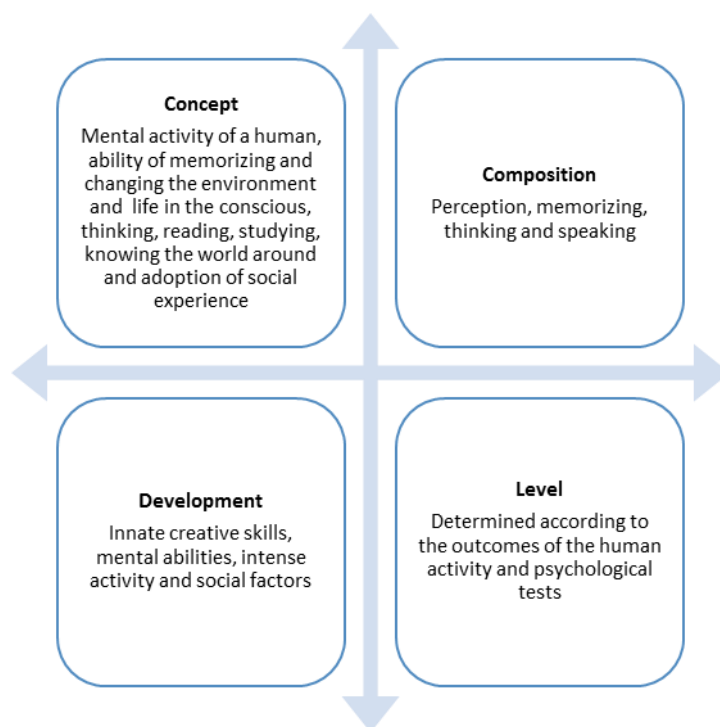 Concept
Mental activity of a human,
ability of memorizing and
changing the environment
and life in the conscious,
thinking, reading, studying,
knowing the world around
and adoption of social
experience
Composition
Perception, memorizing,
thinking and speaking
Development
Innate creative skills,
mental abilities, intense
activity and social factors
Level
Determined according to
the outcomes of the human
activity and psychological
tests